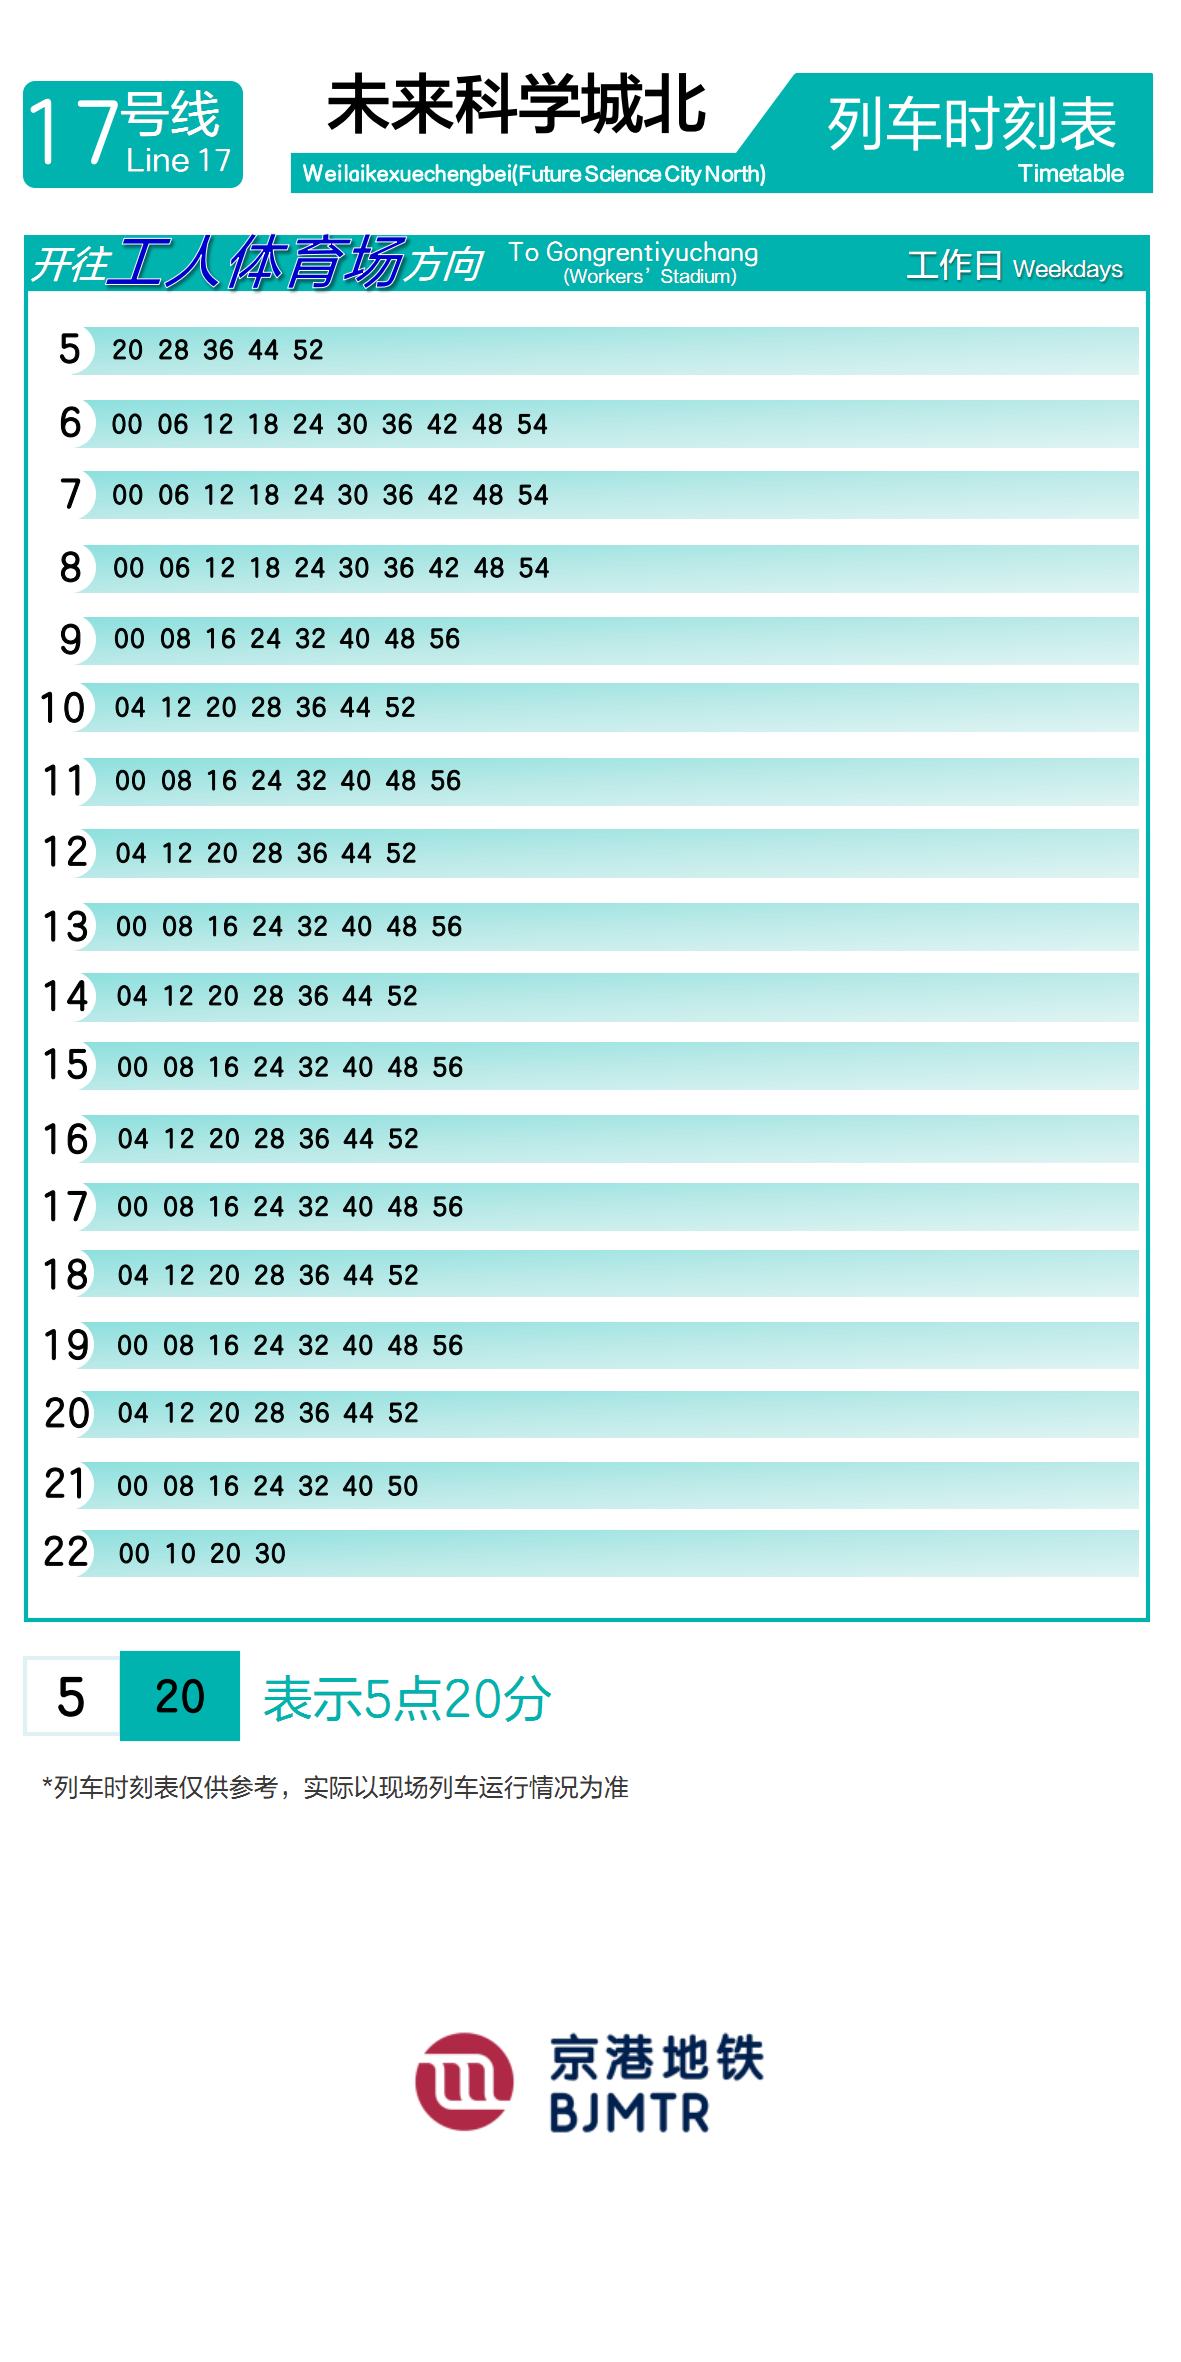 17号线
Line 17
未来科学城北
Weilaikexuechengbei(Future Science City North)
列车时刻表
Timetable
开往工人体育场方向 To Gongrentiyuchang
(Workers’ Stadium)
工作日 Weekdays
5 20 28 36 44 52
6 00 06 12 18 24 30 36 42 48 54
7 00 06 12 18 24 30 36 42 48 54
8 00 06 12 18 24 30 36 42 48 54
9 00 08 16 24 32 40 48 56
10 04 12 20 28 36 44 52
11 00 08 16 24 32 40 48 56
12 04 12 20 28 36 44 52
13 00 08 16 24 32 40 48 56
14 04 12 20 28 36 44 52
15 00 08 16 24 32 40 48 56
16 04 12 20 28 36 44 52
17 00 08 16 24 32 40 48 56
18 04 12 20 28 36 44 52
19 00 08 16 24 32 40 48 56
20 04 12 20 28 36 44 52
21 00 08 16 24 32 40 50
22 00 10 20 30
5 20 表示5点20分
*列车时刻表仅供参考，实际以现场列车运行情况为准
京港地铁
BJMTR